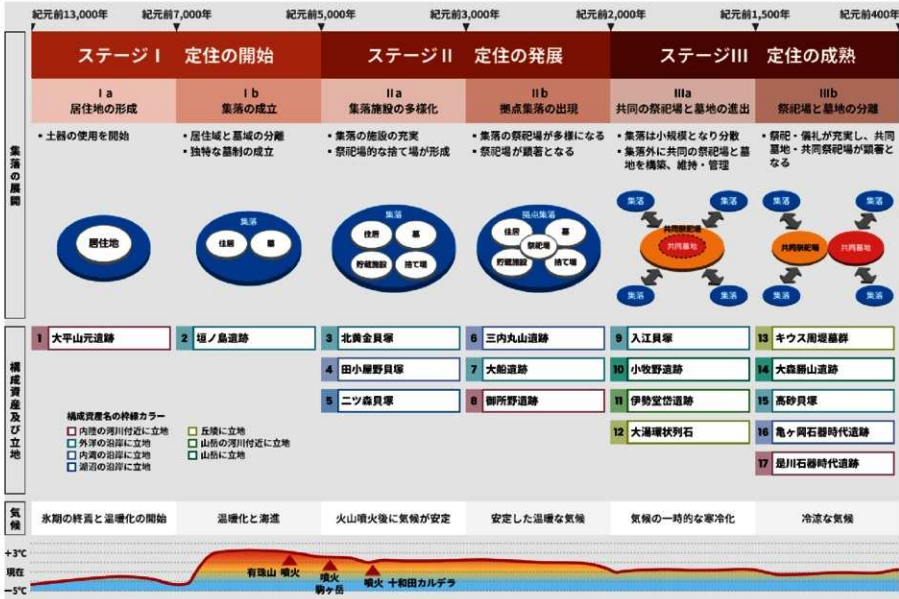 紀元前13,000年 紀元前7,000年 紀元前5,000年 紀元前3,000年 紀元前2,000年 紀元前1,500年 紀元前400年
ステージ I 定住の開始
ステージ II 定住の発展
ステージIII 定住の成熟
I a
居住地の形成
I b
集落の成立
II a
集落施設の多様化
II b
拠点集落の出現
IIIa
共同の祭祀場と墓地の進出
IIIb
祭祀場と墓地の分離
集落の展開
・土器の使用を開始
・居住域と墓域の分離
・独特な墓制の成立
・集落の施設の充実
・祭祀場的な捨て場が形成
・集落の祭祀場が多様になる
・祭祀場が顕著となる
・集落は小規模となり分散
・集落外に共同の祭祀場と墓
地を構築、維持・管理
・祭祀・儀礼が充実し、共同
墓地・共同祭祀場が顕著と
なる
居住地
集落
住居 墓
集落
住居 墓
貯蔵施設 捨て場
拠点集落
住居 墓
祭祀場
貯蔵施設 捨て場
集落 集落
共同祭祀場
共同墓地
集落 集落
集落 集落
共同祭祀場 共同墓地
集落 集落
構成資産及び立地
1 大平山元遺跡
2 垣ノ島遺跡
3 北黄金貝塚
4 田小屋野貝塚
5 二ツ森貝塚
6 三内丸山遺跡
7 大船遺跡
8 御所野遺跡
9 入江貝塚
10 小牧野遺跡
11 伊勢堂岱遺跡
12 大湯環状列石
13 キウス周堤墓群
14 大森勝山遺跡
15 高砂貝塚
16 亀ヶ岡石器時代遺跡
17 是川石器時代遺跡
構成資産名の枠線カラー
内陸の河川付近に立地
外洋の沿岸に立地
内湾の沿岸に立地
湖沼の沿岸に立地
丘陵に立地
山岳の河川付近に立地
山岳に立地
気候
氷期の終焉と温暖化の開始
温暖化と海進
火山噴火後に気候が安定
安定した温暖な気候
気候の一時的な寒冷化
冷涼な気候
+3℃
現在
-5℃
有珠山 噴火
噴火
駒ヶ岳
噴火 十和田カルデラ